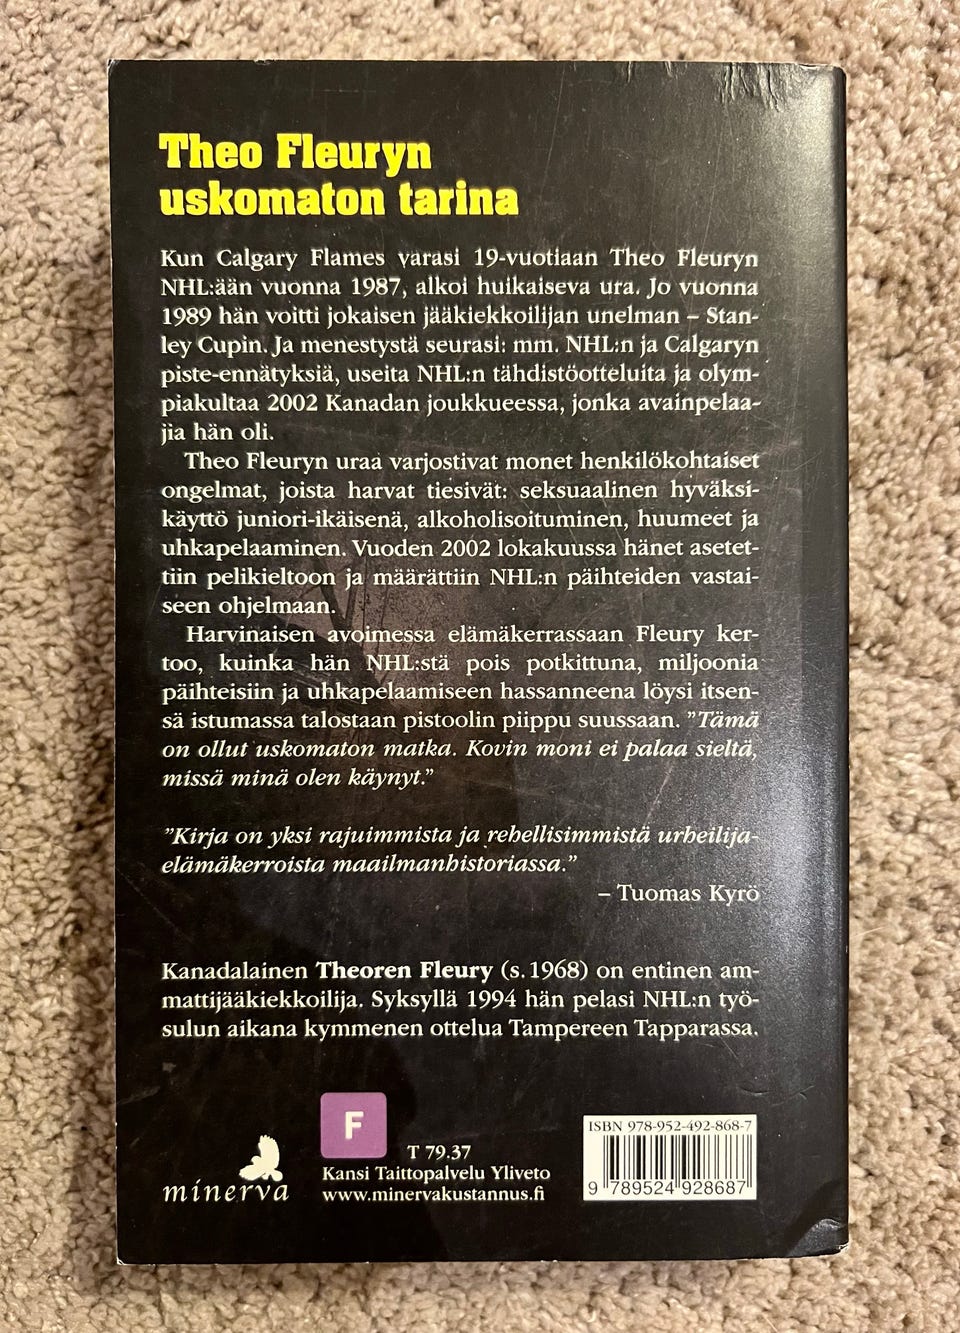 Theo Fleuryn
uskomaton tarina
Kun Calgary Flames varasi 19-vuotiaan Theo Fleuryn
NHL:ään vuonna 1987, alkoi huikaiseva ura. Jo vuonna
1989 hän voitti jokaisen jääkiekkoilijan unelman – Stan-
ley Cupin. Ja menestystä seurasi: mm. NHL:n ja Calgaryn
piste-ennätyksiä, useita NHL:n tähdistöotteluita ja olym-
piakultaa 2002 Kanadan joukkueessa, jonka avainpelaa-
jia hän oli.
Theo Fleuryn uraa varjostivat monet henkilökohtaiset
ongelmat, joista harvat tiesivät: seksuaalinen hyväksi-
käyttö juniori-ikäisenä, alkoholisoituminen, huumeet ja
uhkapelaaminen. Vuoden 2002 lokakuussa hänet asetet-
tiin pelikieltoon ja määrättiin NHL:n päihteiden vastai-
seen ohjelmaan.
Harvinaisen avoimessa elämäkerrassaan Fleury ker-
too, kuinka hän NHL:stä pois potkittuna, miljoonia
päihteisiin ja uhkapelaamiseen hassanneena löysi itsen-
sä istumassa talostaan pistoolin piippu suussaan. ”Tämä
on ollut uskomaton matka. Kovin moni ei palaa sieltä,
missä minä olen käynyt.”
”Kirja on yksi rajuimmista ja rehellisimmistä urheilija-
elämäkerroista maailmanhistoriassa.”
– Tuomas Kyrö
Kanadalainen Theoren Fleury (s. 1968) on entinen am-
mattijääkiekkoilija. Syksyllä 1994 hän pelasi NHL:n työ-
sulun aikana kymmenen ottelua Tampereen Tapparassa.
minerva
F
T 79.37
Kansi Taittopalvelu Yliveto
www.minervakustannus.fi
ISBN 978-952-492-868-7
9 789524 928687